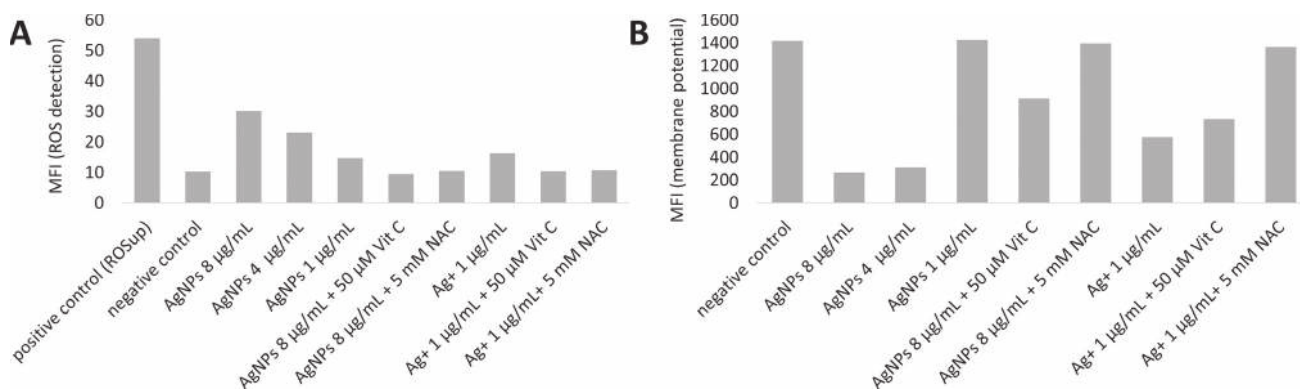 A
MFI (ROS detection)
60
50
40
30
20
10
0
positive control (ROSup)
negative control
AgNPs 8 µg/mL
AgNPs 4  µg/mL
AgNPs 1 µg/mL
AgNPs 8 µg/mL + 50 µM Vit C
AgNPs 8 µg/mL + 5 mM NAC
Ag+ 1 µg/mL
Ag+ 1 µg/mL + 50 µM Vit C
Ag+ 1 µg/mL+ 5 mM NAC
B
MFI (membrane potential)
1600
1400
1200
1000
800
600
400
200
0
negative control
AgNPs 8 µg/mL
AgNPs 4  µg/mL
AgNPs 1 µg/mL
AgNPs 8 µg/mL + 50 µM Vit C
AgNPs 8 µg/mL + 5 mM NAC
Ag+ 1 µg/mL
Ag+ 1 µg/mL + 50 µM Vit C
Ag+ 1 µg/mL+ 5 mM NAC